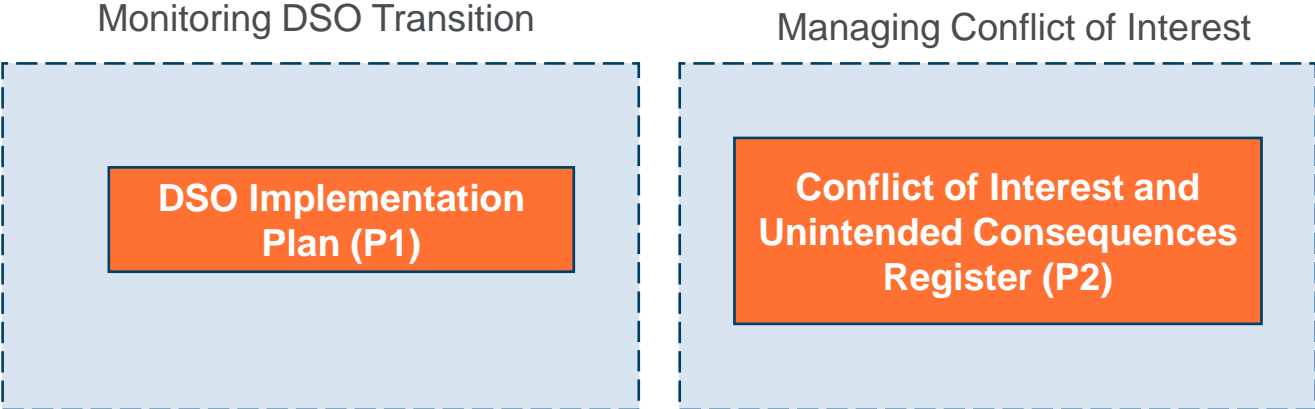 Monitoring DSO Transition
Managing Conflict of Interest
DSO Implementation
Plan (P1)
Conflict of Interest and
Unintended Consequences
Register (P2)